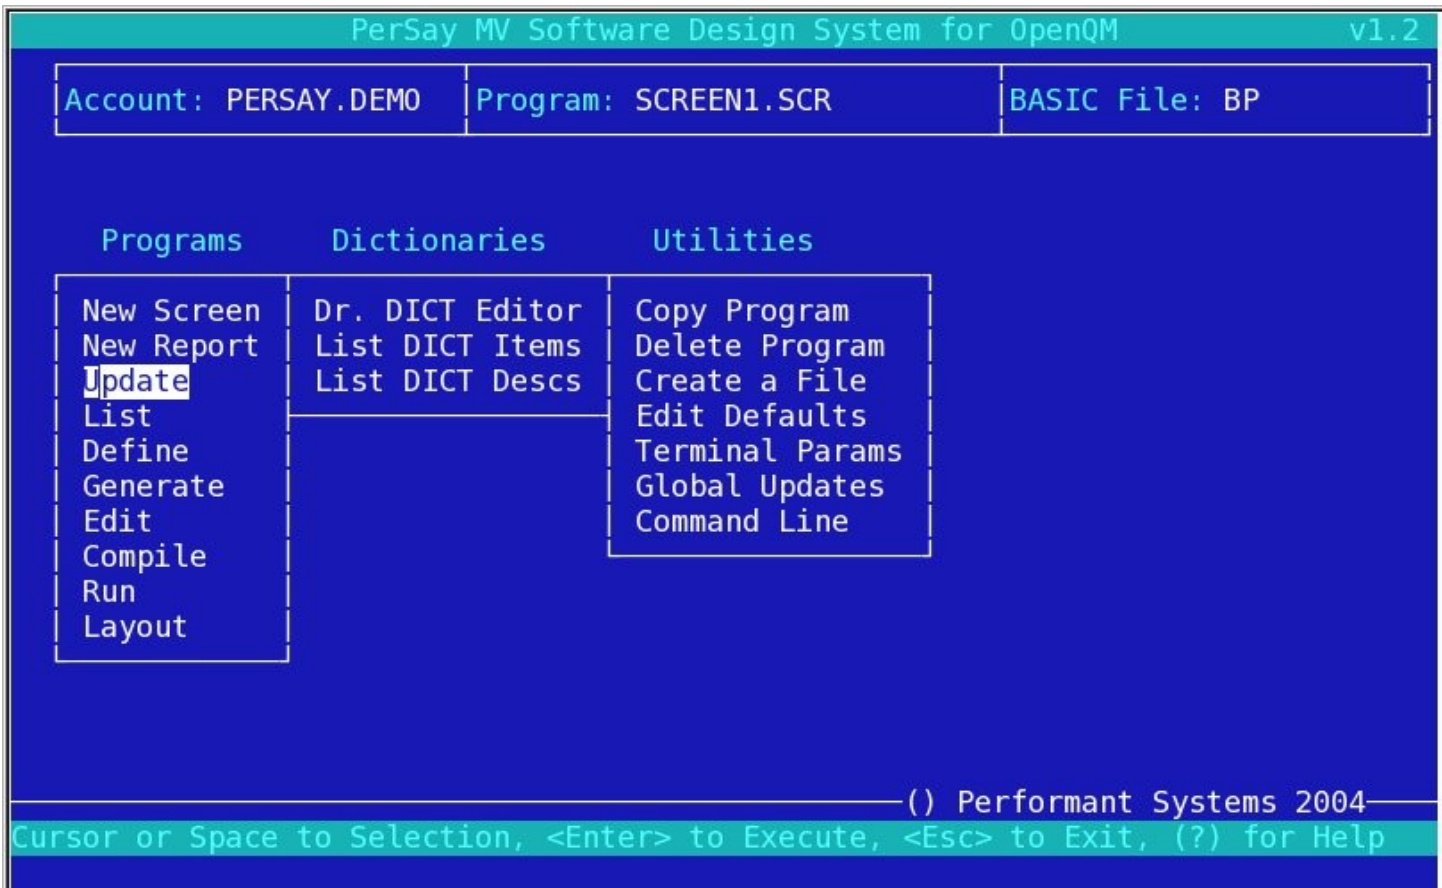 PerSay MV Software Design System for OpenQM v1.2
Account: PERSAY.DEMO Program: SCREEN1.SCR BASIC File: BP
Programs Dictionaries Utilities
New Screen Dr. DICT Editor Copy Program
New Report List DICT Items Delete Program
Update List DICT Descs Create a File
List Edit Defaults
Define Terminal Params
Generate Global Updates
Edit Command Line
Compile
Run
Layout
() Performant Systems 2004
Cursor or Space to Selection, <Enter> to Execute, <Esc> to Exit, (?) for Help